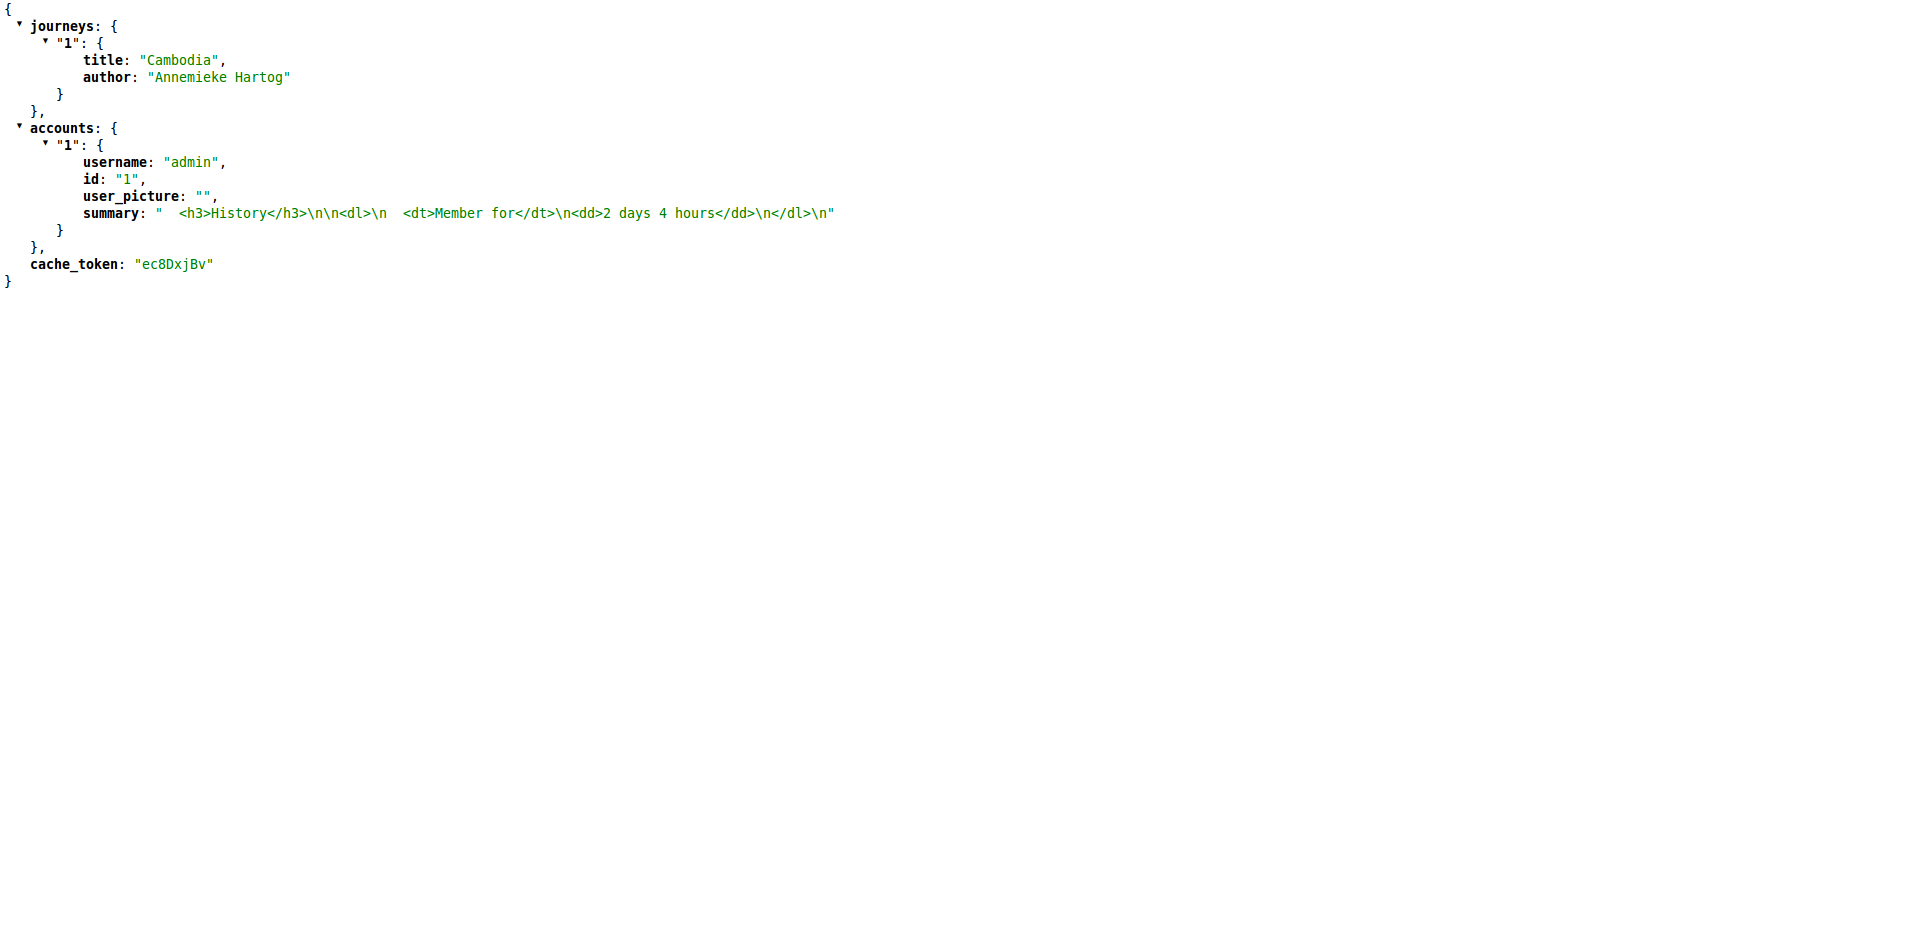 {
journeys: {
"1": {
title: "Cambodia",
author: "Annemieke Hartog"
}
},
accounts: {
"1": {
username: "admin",
id: "1",
user_picture: "",
summary: "  <h3>History</h3>\n\n<dl>\n  <dt>Member for</dt>\n<dd>2 days 4 hours</dd>\n</dl>\n"
}
},
cache_token: "ec8DxjBv"
}